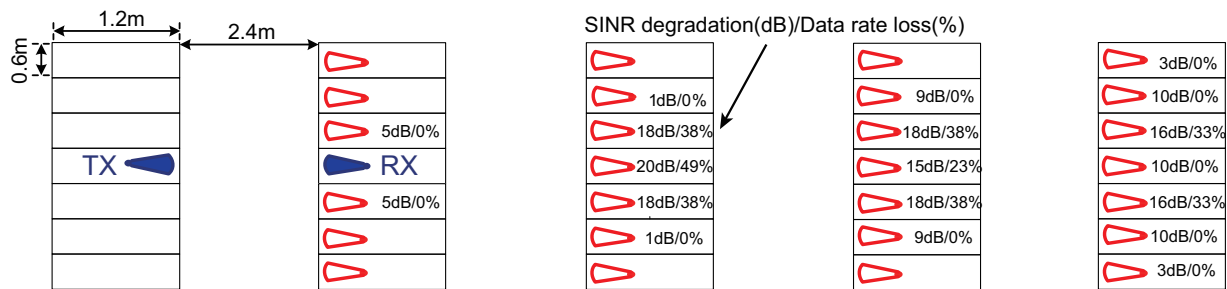 1.2m
2.4m
0.6m
SINR degradation(dB)/Data rate loss(%)
3dB/0%
1dB/0%
9dB/0%
10dB/0%
5dB/0%
18dB/38%
18dB/38%
16dB/33%
TX
RX
20dB/49%
15dB/23%
10dB/0%
5dB/0%
18dB/38%
18dB/38%
16dB/33%
1dB/0%
9dB/0%
10dB/0%
3dB/0%